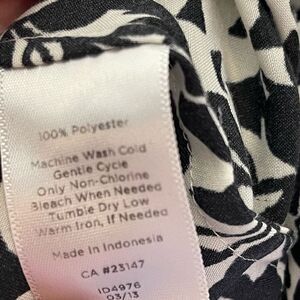 100% Polyester
Machine Wash Cold
Gentle Cycle
Only Non-Chlorine
Bleach When Needed
Tumble Dry Low
Warm Iron, If Needed
Made in Indonesia
CA #23147
ID4976
03/13